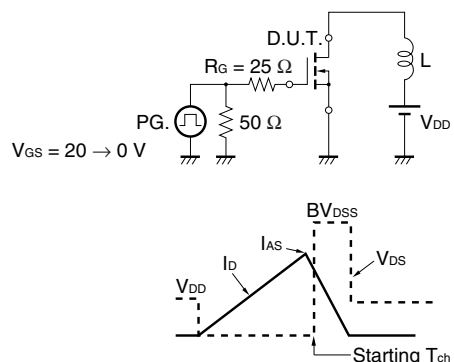 D.U.T.
RG = 25 Ω
L
PG.
50 Ω
VDD
VGS = 20 → 0 V
BVDSS
IAS
VDS
ID
VDD
Starting Tch